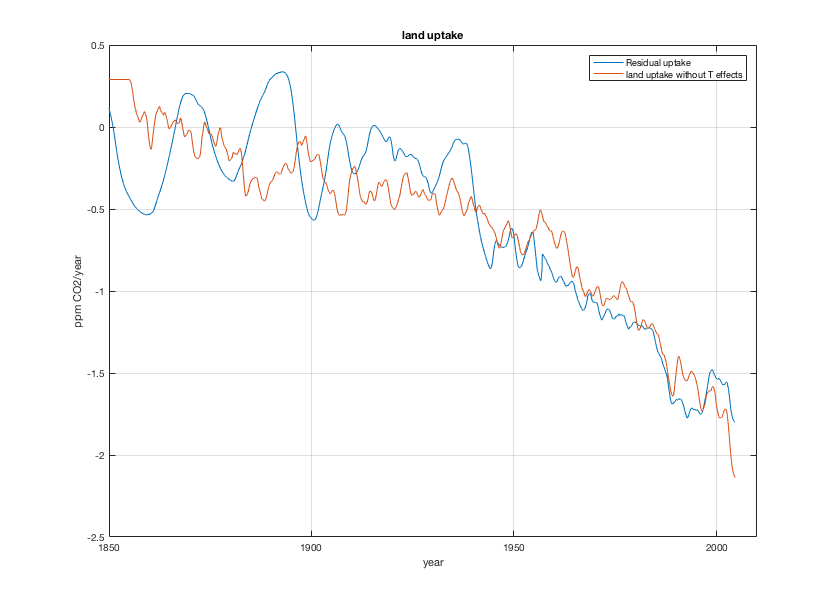 land uptake
0.5
Residual uptake
land uptake without T effects
0
-0.5
-1
-1.5
-2
-2.5
ppm CO2/year
1850
1900
1950
2000
year